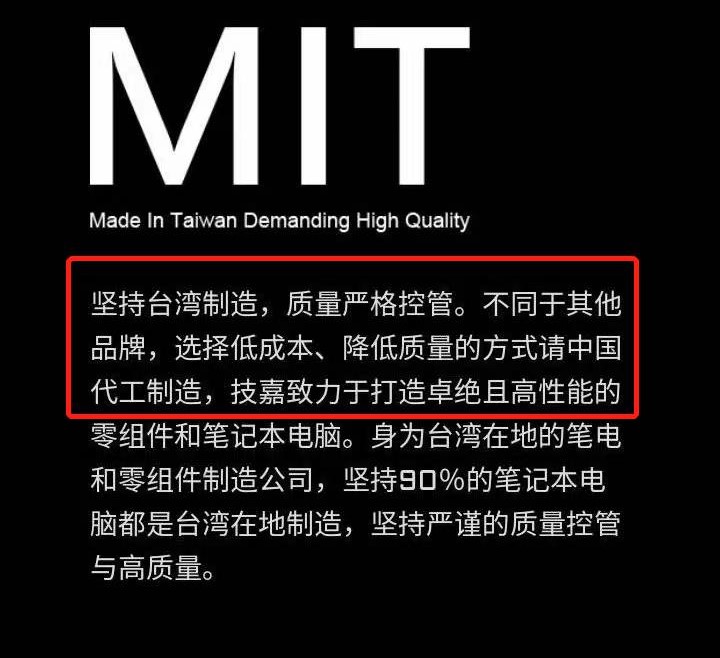 MIT
Made In Taiwan Demanding High Quality
坚持台湾制造，质量严格控管。不同于其他
品牌，选择低成本、降低质量的方式请中国
代工制造，技嘉致力于打造卓绝且高性能的
零组件和笔记本电脑。身为台湾在地的笔电
和零组件制造公司，坚持90%的笔记本电
脑都是台湾在地制造，坚持严谨的质量控管
与高质量。